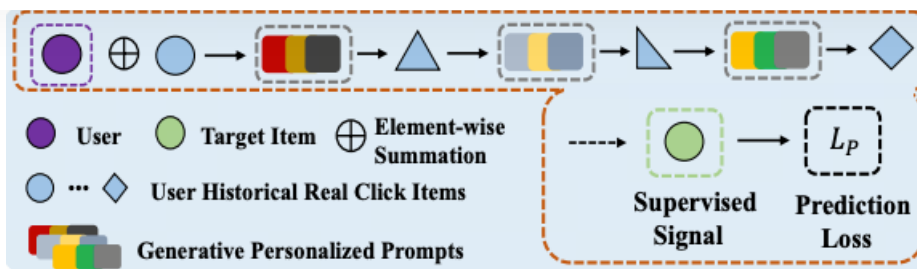 User
Target Item
Element-wise
Summation
User Historical Real Click Items
Generative Personalized Prompts
L_P
Supervised
Signal
Prediction
Loss